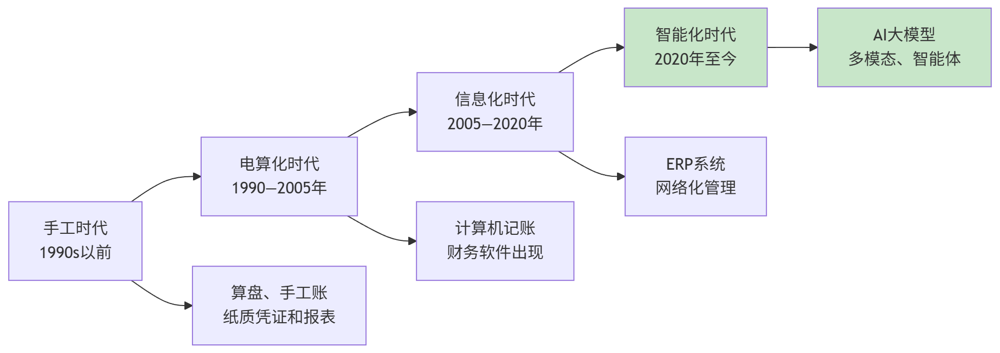 智能化时代
2020年至今
AI大模型
多模态、智能体
信息化时代
2005—2020年
电算化时代
1990—2005年
ERP系统
网络化管理
手工时代
1990s以前
计算机记账
财务软件出现
算盘、手工账
纸质凭证和报表